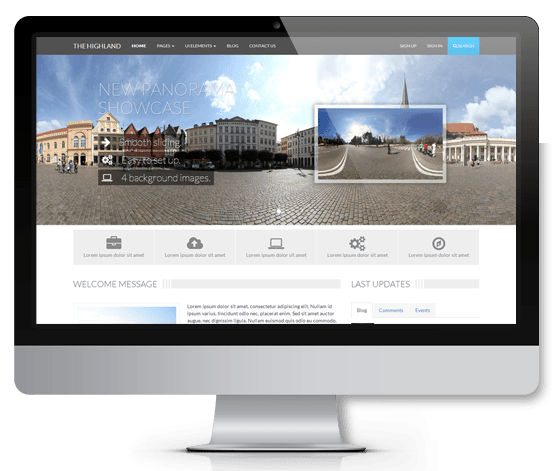 THE HIGHLAND HOME PAGES UI ELEMENTS BLOG CONTACT US SIGN UP SIGN IN SEARCH
NEW PANORAMA
SHOWCASE
Smooth sliding.
Easy to set up.
4 background images.
Lorem ipsum dolor sit amet Lorem ipsum dolor sit amet Lorem ipsum dolor sit amet Lorem ipsum dolor sit amet Lorem ipsum dolor sit amet
WELCOME MESSAGE
Lorem ipsum dolor sit amet, consectetur adipiscing elit. Nullam id
ipsum varius, tincidunt odio nec, placerat enim. Sed sit amet auctor
augue, nec dignissim ligula. Nullam euismod quis odio eu commodo.
LAST UPDATES
Blog Comments Events